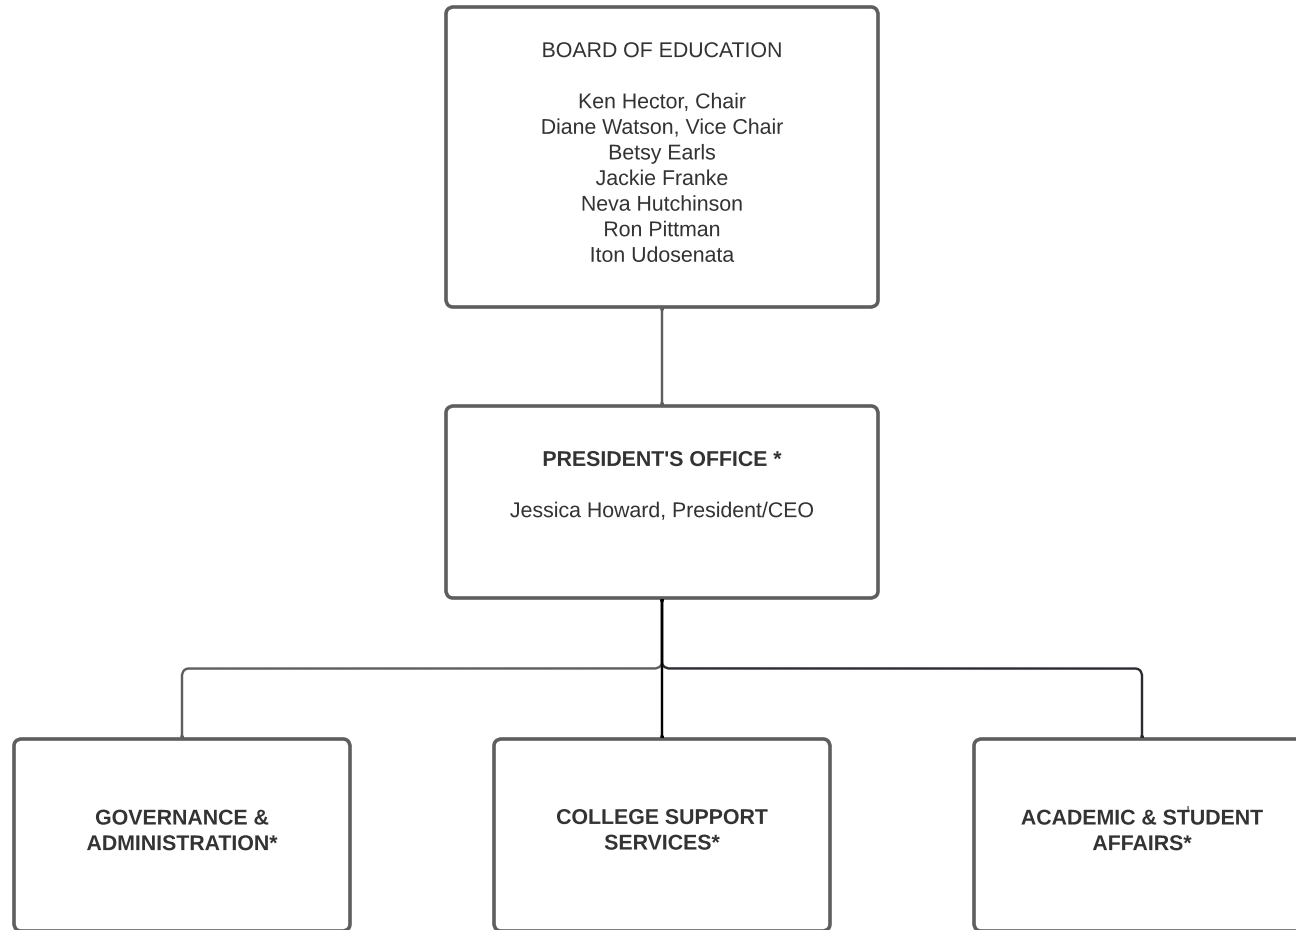 BOARD OF EDUCATION
Ken Hector, Chair
Diane Watson, Vice Chair
Betsy Earls
Jackie Franke
Neva Hutchinson
Ron Pittman
Iton Udosenata
PRESIDENT'S OFFICE *
Jessica Howard, President/CEO
GOVERNANCE &
ADMINISTRATION*
COLLEGE SUPPORT
SERVICES*
ACADEMIC & STUDENT
AFFAIRS*